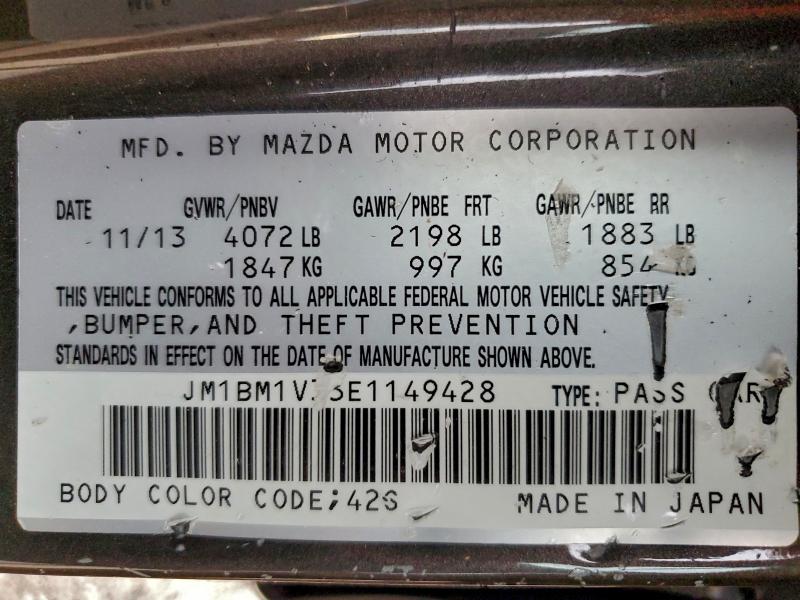 MFD. BY MAZDA MOTOR CORPORATION
DATE GVWR/PNBV GAWR/PNBE FRT GAWR/PNBE RR
11/13 4072 LB 2198 LB 1883 LB
1847 KG 997 KG 854
THIS VEHICLE CONFORMS TO ALL APPLICABLE FEDERAL MOTOR VEHICLE SAFETY
,BUMPER,AND THEFT PREVENTION
STANDARDS IN EFFECT ON THE DATE OF MANUFACTURE SHOWN ABOVE.
TYPE: PASS CAR
BODY COLOR CODE;42S MADE IN JAPAN